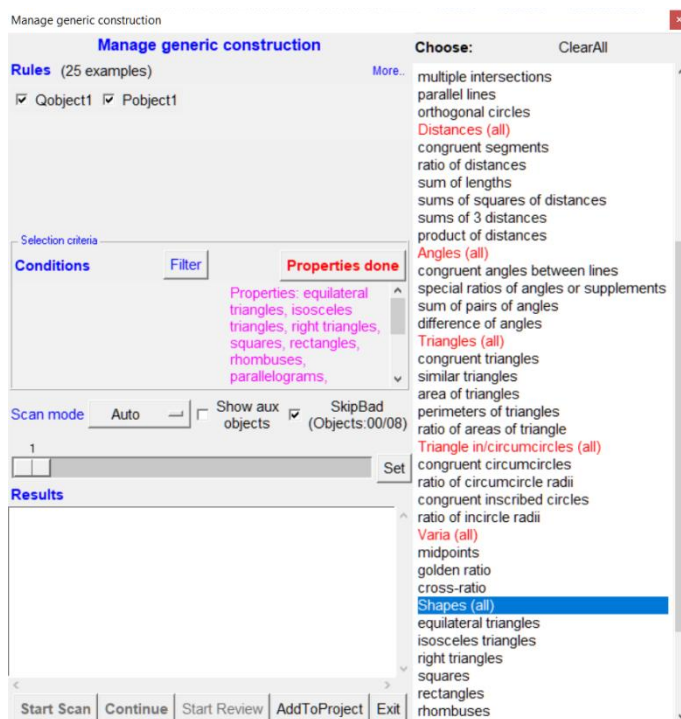 Manage generic construction
Manage generic construction
Rules (25 examples) More..
Qobject1 Pobject1
Selection criteria
Conditions Filter Properties done
Properties: equilateral
triangles, isosceles
triangles, right triangles,
squares, rectangles,
rhombuses,
parallelograms,
Scan mode Auto Show aux objects SkipBad (Objects:00/08)
1
Set
Results
Start Scan Continue Start Review AddToProject Exit
Choose: ClearAll
multiple intersections
parallel lines
orthogonal circles
Distances (all)
congruent segments
ratio of distances
sum of lengths
sums of squares of distances
sums of 3 distances
product of distances
Angles (all)
congruent angles between lines
special ratios of angles or supplements
sum of pairs of angles
difference of angles
Triangles (all)
congruent triangles
similar triangles
area of triangles
perimeters of triangles
ratio of areas of triangle
Triangle in/circumcircles (all)
congruent circumcircles
ratio of circumcircle radii
congruent inscribed circles
ratio of incircle radii
Varia (all)
midpoints
golden ratio
cross-ratio
Shapes (all)
equilateral triangles
isosceles triangles
right triangles
squares
rectangles
rhombuses